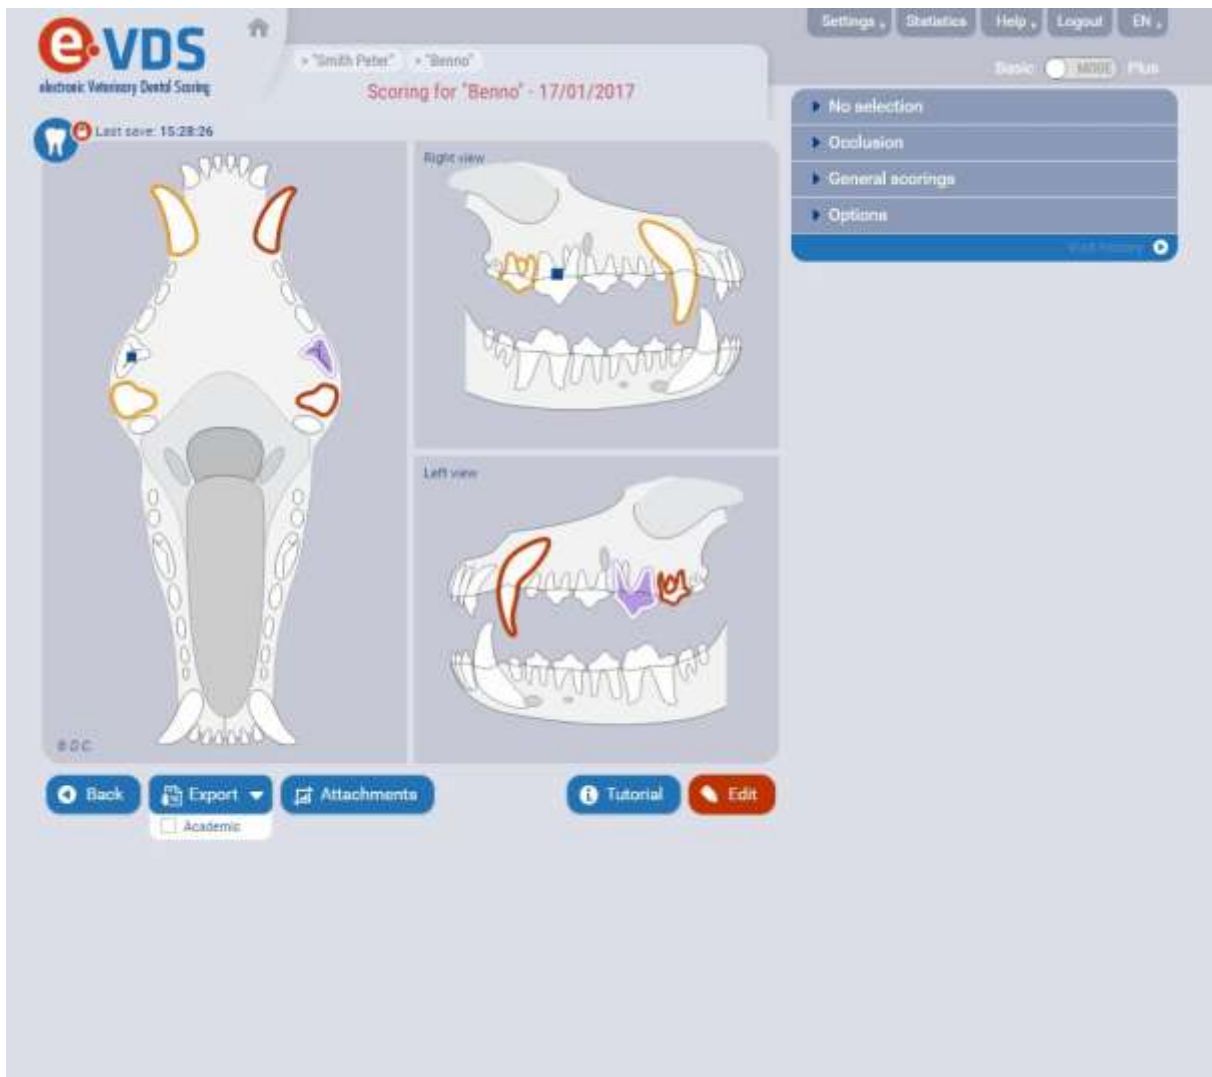 e·VDS
electronic Veterinary Dental Scoring
Settings Statistics Help Logout EN
> "Smith Peter" > "Benno"
Basic MODE Plus
Scoring for "Benno" - 17/01/2017
No selection
Last save: 15:28:26
Occlusion
Right view
General scorings
Options
Visit history
Left view
B.D.C.
Back Export Attachments Tutorial Edit
Academic